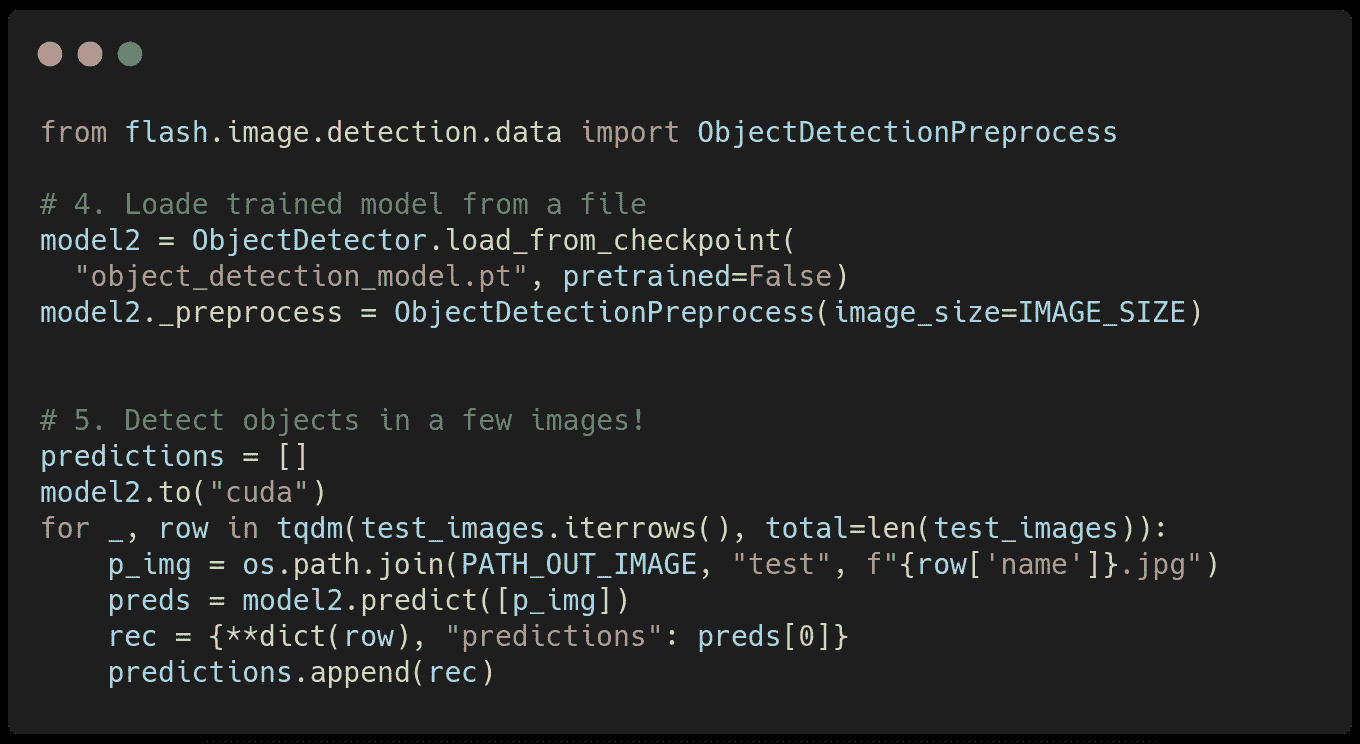 from flash.image.detection.data import ObjectDetectionPreprocess
# 4. Loade trained model from a file
model2 = ObjectDetector.load_from_checkpoint(
  "object_detection_model.pt", pretrained=False)
model2._preprocess = ObjectDetectionPreprocess(image_size=IMAGE_SIZE)
# 5. Detect objects in a few images!
predictions = []
model2.to("cuda")
for _, row in tqdm(test_images.iterrows(), total=len(test_images)):
    p_img = os.path.join(PATH_OUT_IMAGE, "test", f"{row['name']}.jpg")
    preds = model2.predict([p_img])
    rec = {**dict(row), "predictions": preds[0]}
    predictions.append(rec)